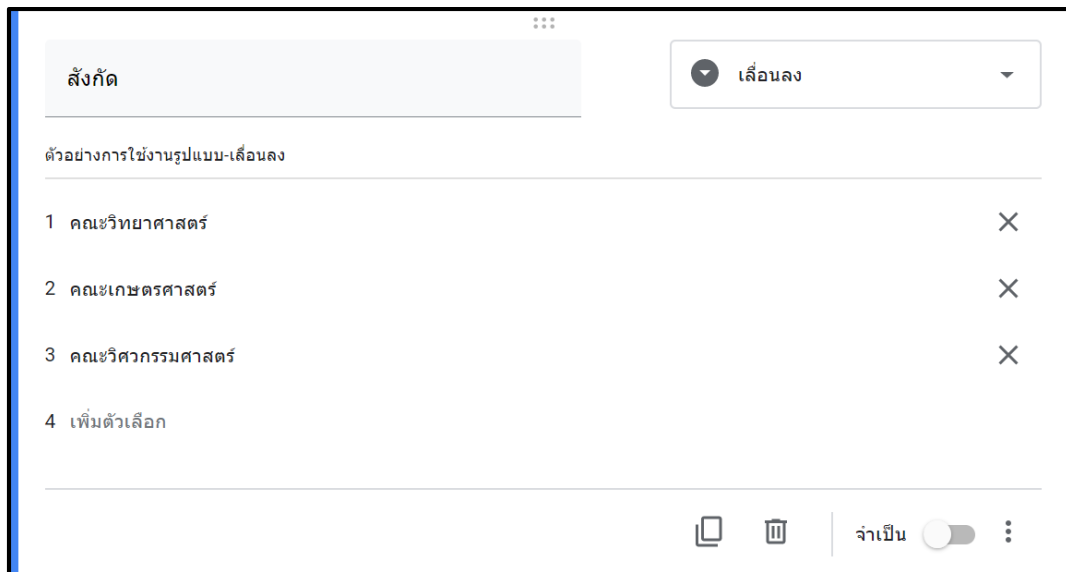 สังกัด
เลื่อนลง
ตัวอย่างการใช้งานรูปแบบ-เลื่อนลง
1 คณะวิทยาศาสตร์
2 คณะเกษตรศาสตร์
3 คณะวิศวกรรมศาสตร์
4 เพิ่มตัวเลือก
จำเป็น